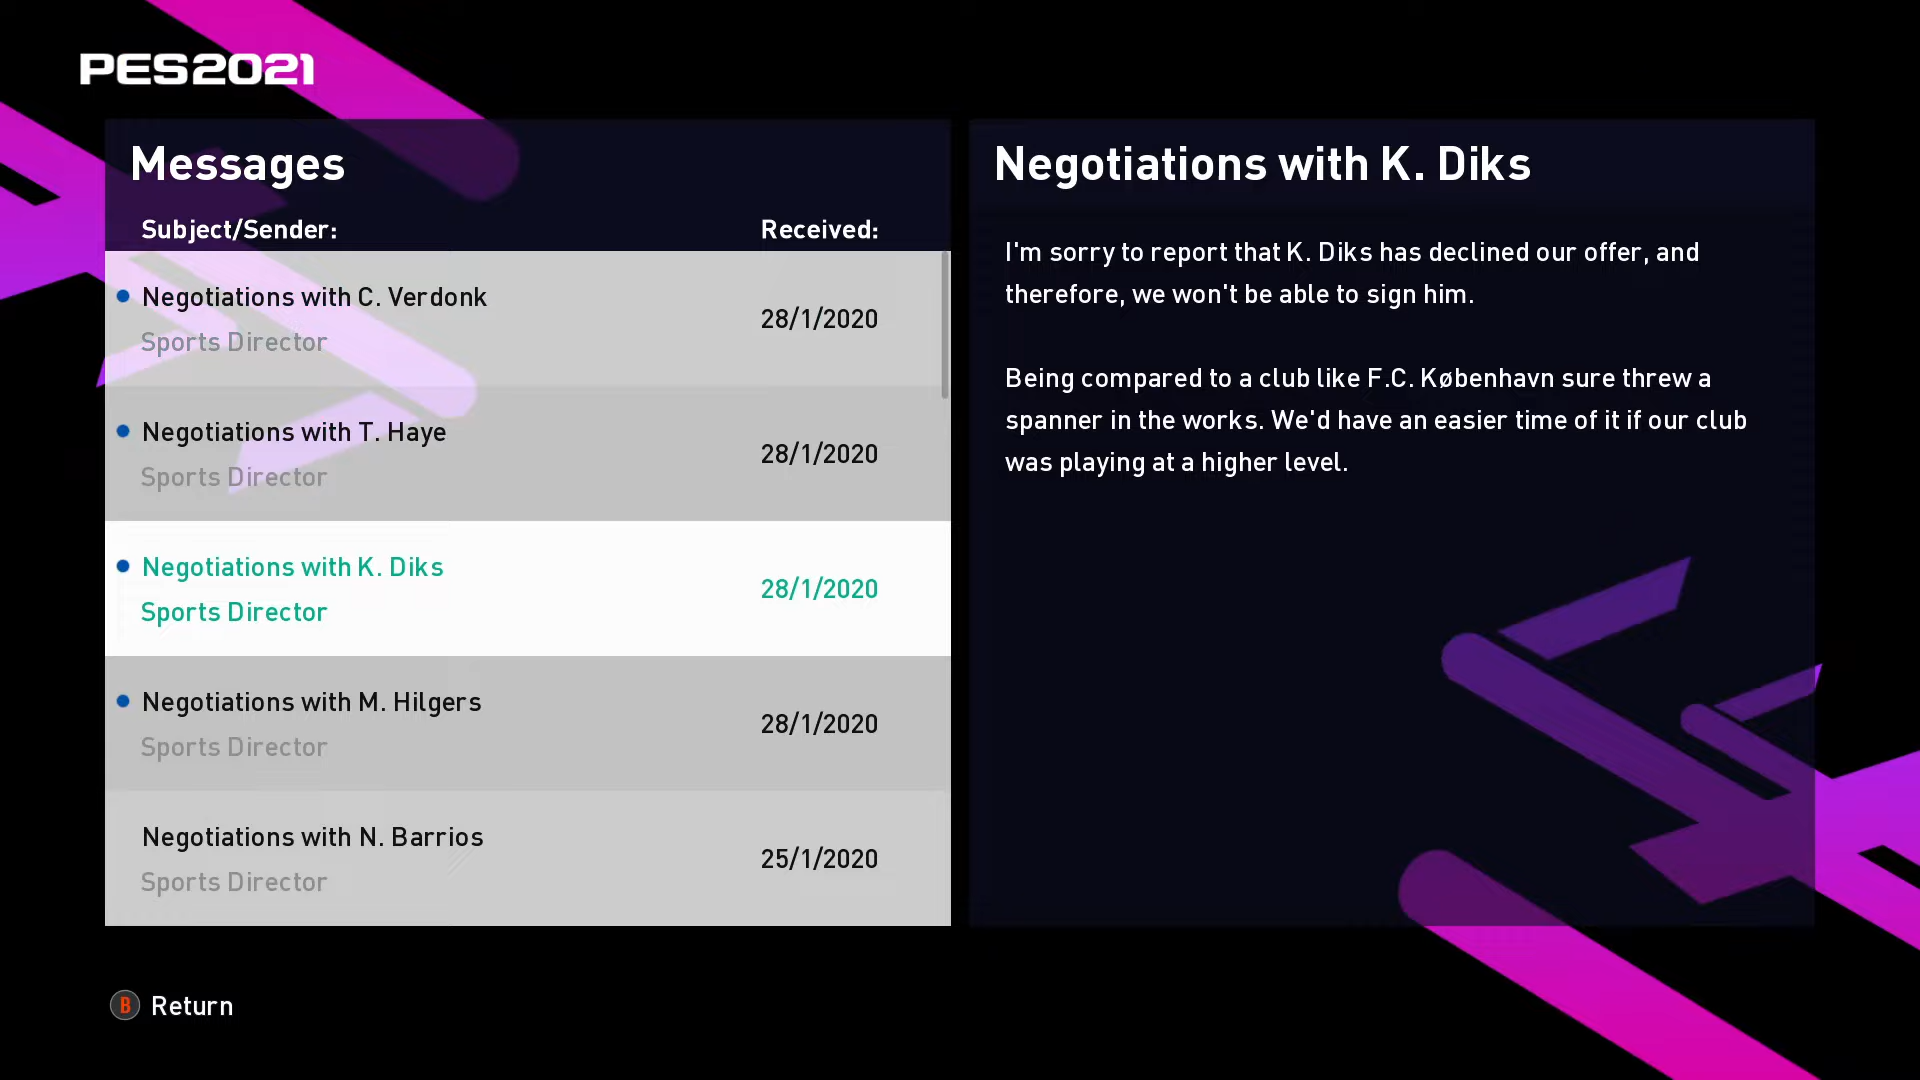 PES2021
Messages
Subject/Sender:
Received:
Negotiations with C. Verdonk
Sports Director
28/1/2020
Negotiations with T. Haye
Sports Director
28/1/2020
Negotiations with K. Diks
Sports Director
28/1/2020
Negotiations with M. Hilgers
Sports Director
28/1/2020
Negotiations with N. Barrios
Sports Director
25/1/2020
Negotiations with K. Diks
I'm sorry to report that K. Diks has declined our offer, and
therefore, we won't be able to sign him.
Being compared to a club like F.C. København sure threw a
spanner in the works. We'd have an easier time of it if our club
was playing at a higher level.
B Return